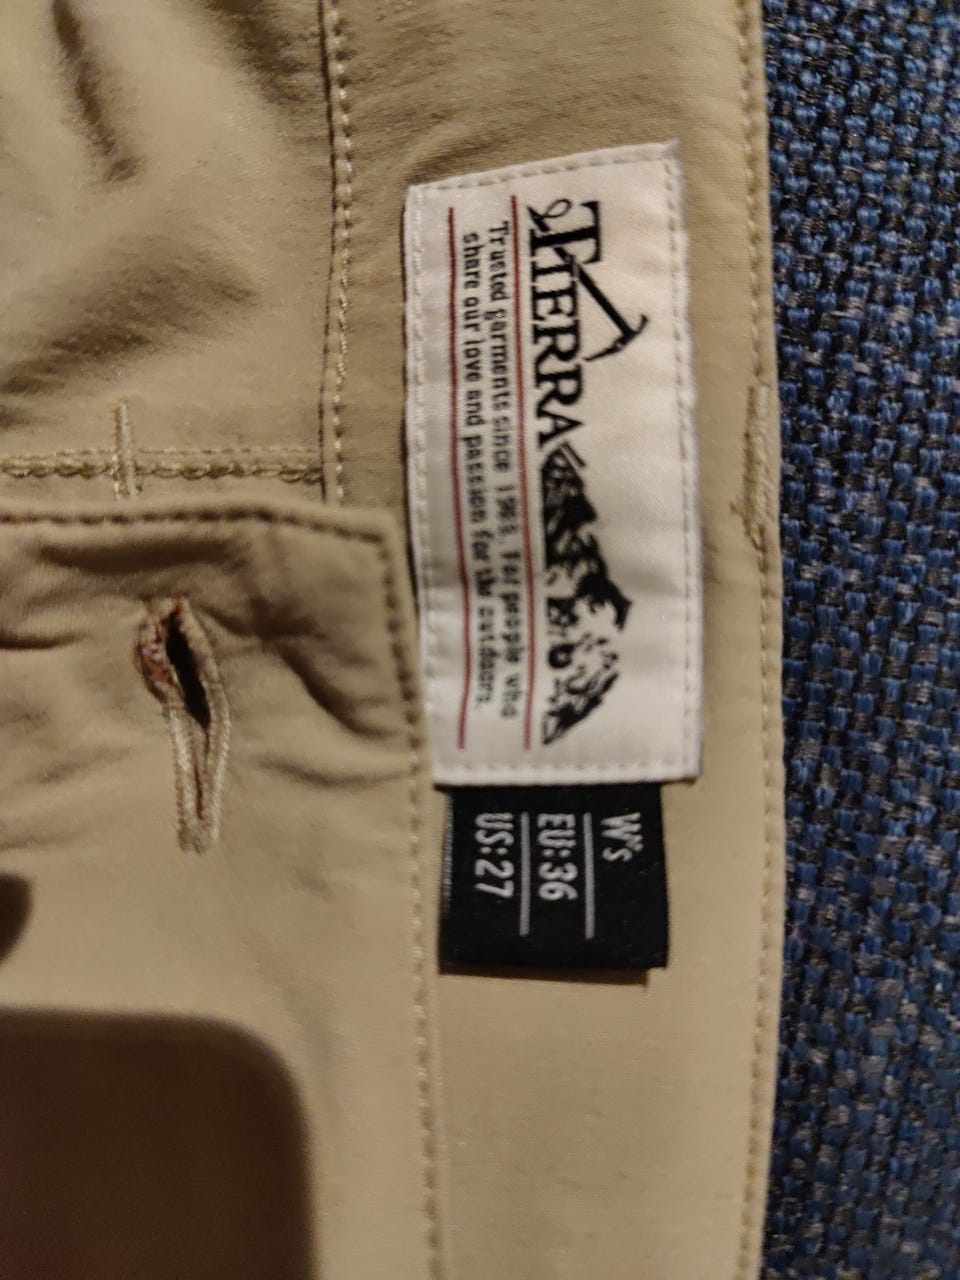 TIERRA
Trusted garments since 1983. For people who
share our love and passion for the outdoors.
W's
EU:36
US:27